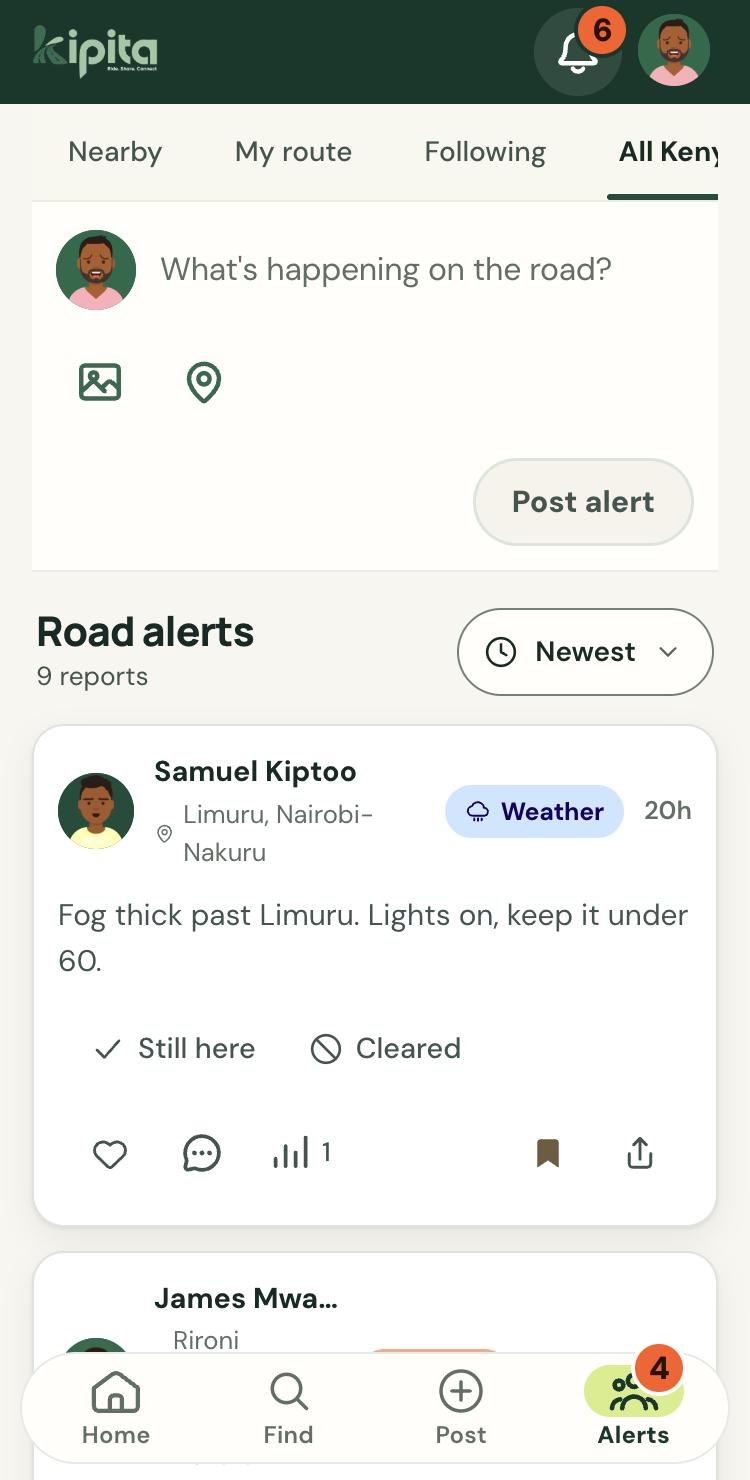 kipita
Ride. Share. Connect
6
Nearby
My route
Following
All Keny
What's happening on the road?
Post alert
Road alerts
9 reports
Newest
Samuel Kiptoo
Limuru, Nairobi-
Nakuru
Weather
20h
Fog thick past Limuru. Lights on, keep it under
60.
Still here
Cleared
1
James Mwa...
Rironi
4
Home
Find
Post
Alerts